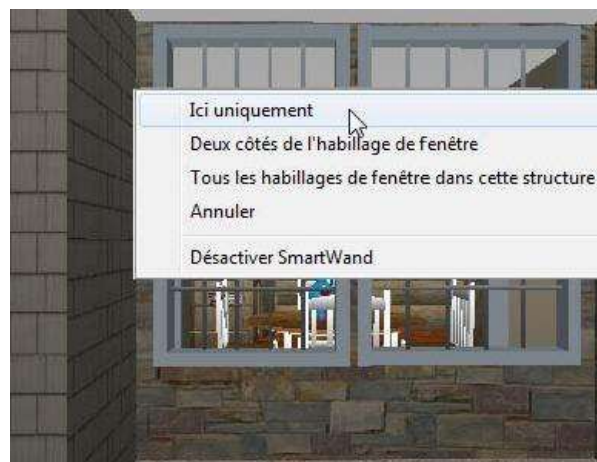 Ici uniquement
Deux côtés de l'habillage de fenêtre
Tous les habillages de fenêtre dans cette structure
Annuler
Désactiver SmartWand